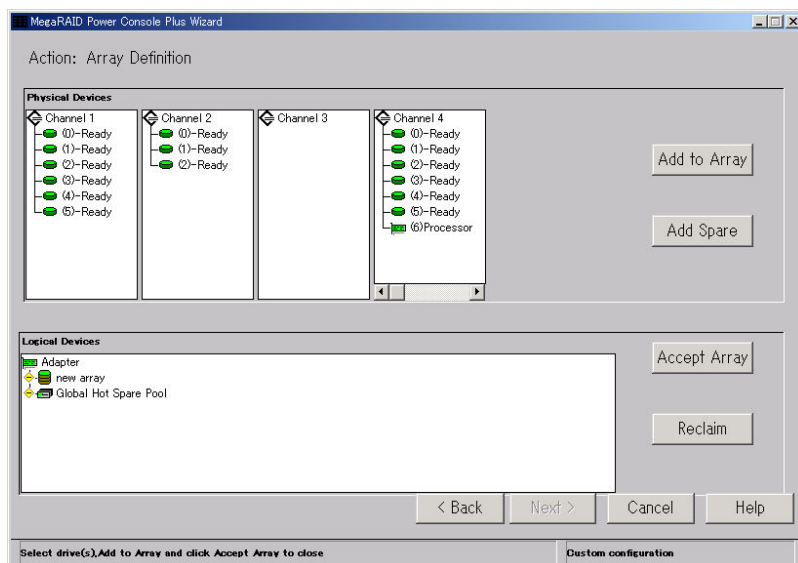 MegaRAID Power Console Plus Wizard
Action: Array Definition
Physical Devices
Channel 1
(0)-Ready
(1)-Ready
(2)-Ready
(3)-Ready
(4)-Ready
(5)-Ready
Channel 2
(0)-Ready
(1)-Ready
(2)-Ready
Channel 3
Channel 4
(0)-Ready
(1)-Ready
(2)-Ready
(3)-Ready
(4)-Ready
(5)-Ready
(6)Processor
Add to Array
Add Spare
Logical Devices
Adapter
new array
Global Hot Spare Pool
Accept Array
Reclaim
< Back
Next >
Cancel
Help
Select drive(s),Add to Array and click Accept Array to close
Custom configuration